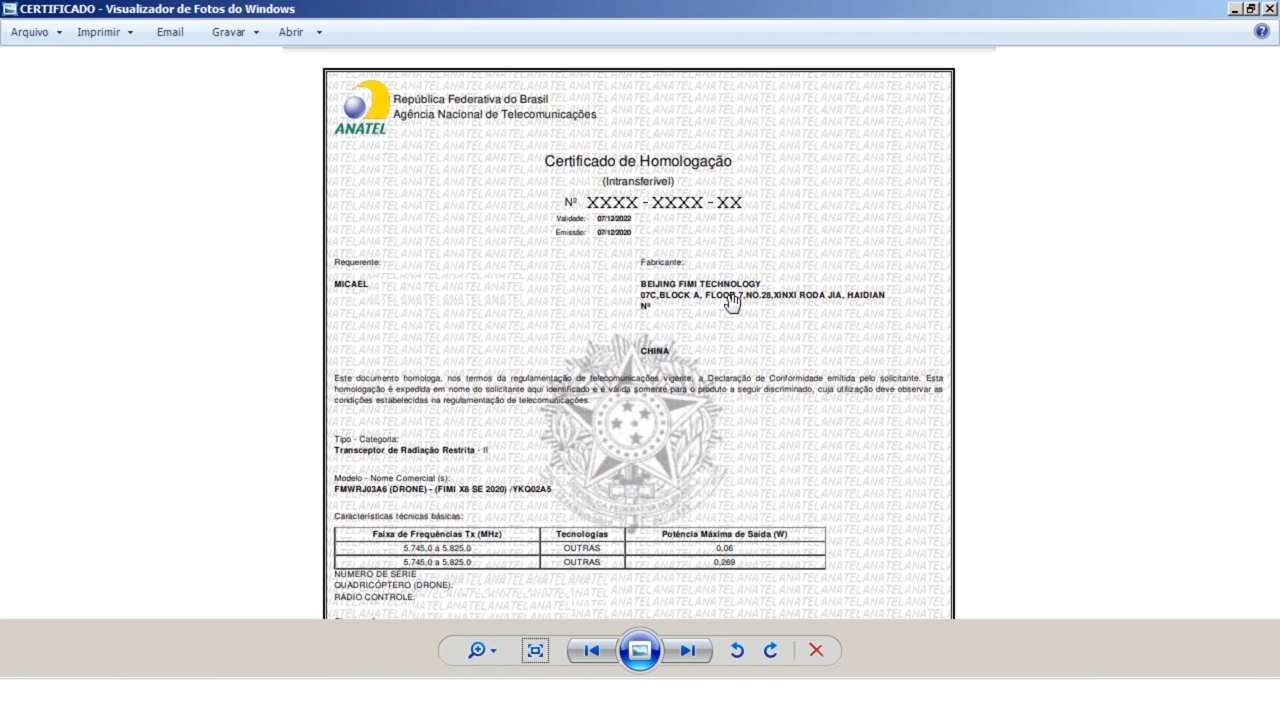 CERTIFICADO - Visualizador de Fotos do Windows
Arquivo Imprimir Email Gravar Abrir
ANATEL
República Federativa do Brasil
Agência Nacional de Telecomunicações
Certificado de Homologação
(Intransferível)
Nº XXXX - XXXX - XX
Validade: 07/12/2022
Emissão: 07/12/2020
Requerente:
MICAEL
Fabricante:
BEIJING FIMI TECHNOLOGY
07C,BLOCK A, FLOOR 7,NO.28,XINXI RODA JIA, HAIDIAN
Nº
CHINA
Este documento homologa, nos termos da regulamentação de telecomunicações vigente, a Declaração de Conformidade emitida pelo solicitante. Esta
homologação é expedida em nome do solicitante aqui identificado e é válida somente para o produto a seguir discriminado, cuja utilização deve observar as
condições estabelecidas na regulamentação de telecomunicações.
Tipo - Categoria:
Transceptor de Radiação Restrita - II
Modelo - Nome Comercial (s):
FMWRJ03A6 (DRONE) - (FIMI X8 SE 2020) /YKQ02A5
Características técnicas básicas:
Faixa de Frequências Tx (MHz) Tecnologias Potência Máxima de Saída (W)
5.745,0 a 5.825,0 OUTRAS 0,06
5.745,0 a 5.825,0 OUTRAS 0,269
NÚMERO DE SÉRIE
QUADRICÓPTERO (DRONE):
RÁDIO CONTROLE: